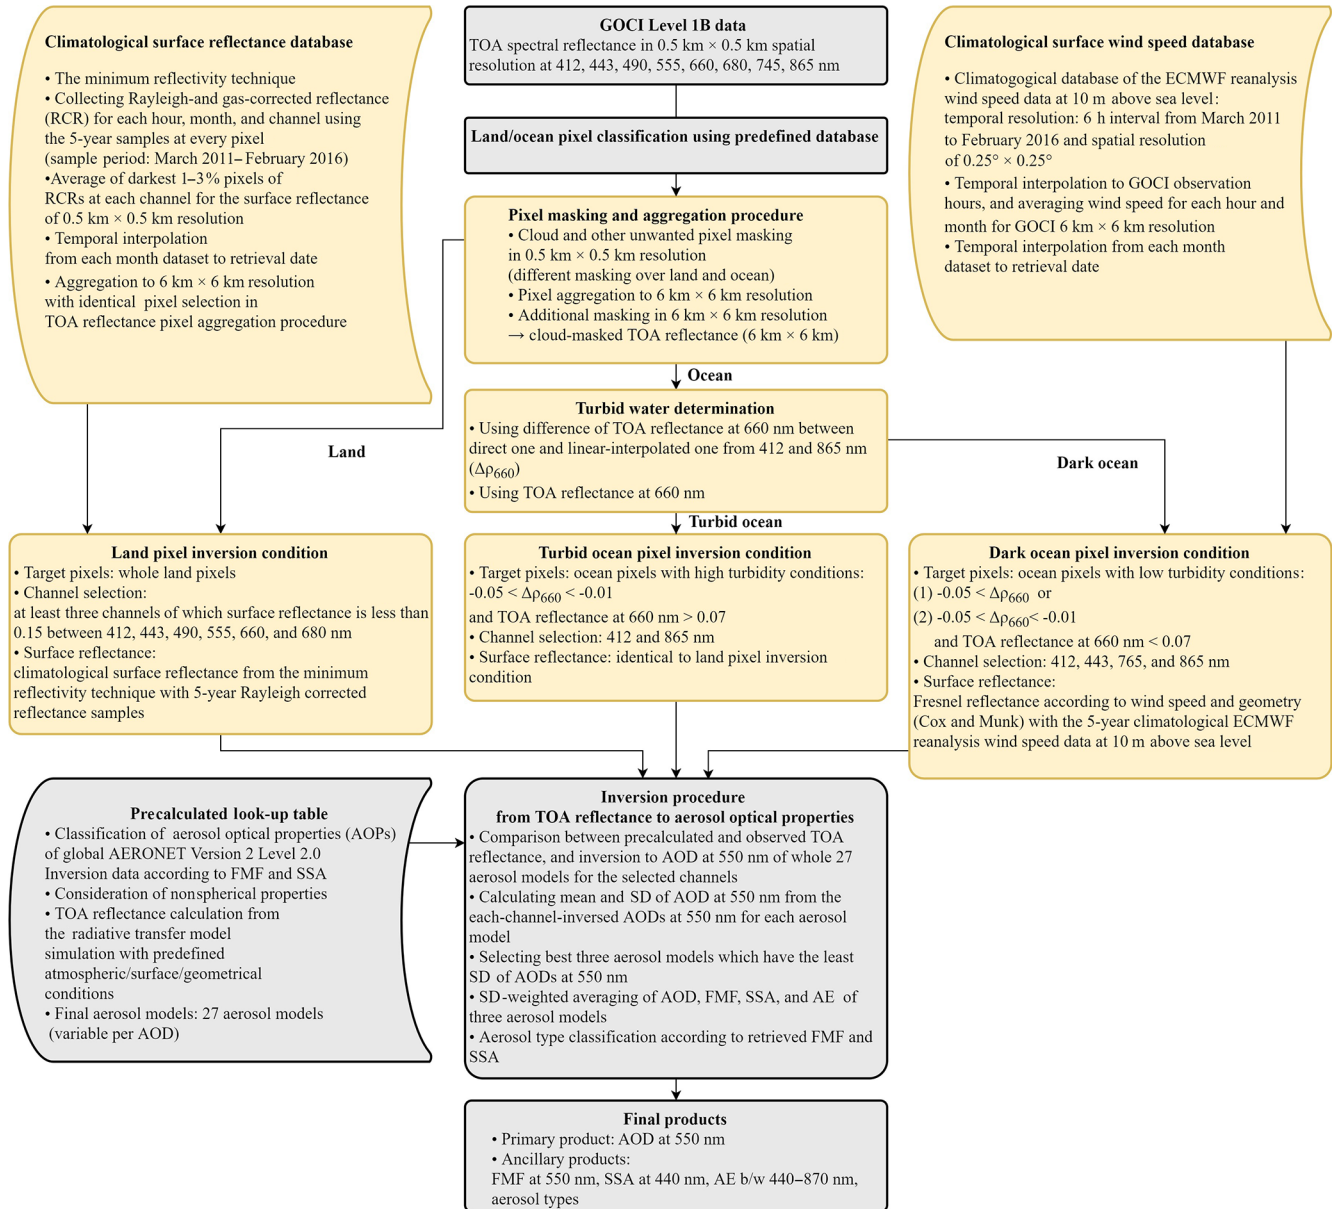 Climatological surface reflectance database
• The minimum reflectivity technique
• Collecting Rayleigh-and gas-corrected reflectance
(RCR) for each hour, month, and channel using
the 5-year samples at every pixel
(sample period: March 2011–February 2016)
•Average of darkest 1–3% pixels of
RCRs at each channel for the surface reflectance
of 0.5 km × 0.5 km resolution
• Temporal interpolation
from each month dataset to retrieval date
• Aggregation to 6 km × 6 km resolution
with identical pixel selection in
TOA reflectance pixel aggregation procedure
GOCI Level 1B data
TOA spectral reflectance in 0.5 km × 0.5 km spatial
resolution at 412, 443, 490, 555, 660, 680, 745, 865 nm
Land/ocean pixel classification using predefined database
Pixel masking and aggregation procedure
• Cloud and other unwanted pixel masking
in 0.5 km × 0.5 km resolution
(different masking over land and ocean)
• Pixel aggregation to 6 km × 6 km resolution
• Additional masking in 6 km × 6 km resolution
→ cloud-masked TOA reflectance (6 km × 6 km)
Climatological surface wind speed database
• Climatogogical database of the ECMWF reanalysis
wind speed data at 10 m above sea level:
temporal resolution: 6 h interval from March 2011
to February 2016 and spatial resolution
of 0.25° × 0.25°
• Temporal interpolation to GOCI observation
hours, and averaging wind speed for each hour and
month for GOCI 6 km × 6 km resolution
• Temporal interpolation from each month
dataset to retrieval date
Ocean
Land
Turbid water determination
• Using difference of TOA reflectance at 660 nm between
direct one and linear-interpolated one from 412 and 865 nm
(Δρ660)
• Using TOA reflectance at 660 nm
Dark ocean
Turbid ocean
Land pixel inversion condition
• Target pixels: whole land pixels
• Channel selection:
at least three channels of which surface reflectance is less than
0.15 between 412, 443, 490, 555, 660, and 680 nm
• Surface reflectance:
climatological surface reflectance from the minimum
reflectivity technique with 5-year Rayleigh corrected
reflectance samples
Turbid ocean pixel inversion condition
• Target pixels: ocean pixels with high turbidity conditions:
-0.05 < Δρ660 < -0.01
and TOA reflectance at 660 nm > 0.07
• Channel selection: 412 and 865 nm
• Surface reflectance: identical to land pixel inversion
condition
Dark ocean pixel inversion condition
• Target pixels: ocean pixels with low turbidity conditions:
(1) -0.05 < Δρ660 or
(2) -0.05 < Δρ660< -0.01
and TOA reflectance at 660 nm < 0.07
• Channel selection: 412, 443, 765, and 865 nm
• Surface reflectance:
Fresnel reflectance according to wind speed and geometry
(Cox and Munk) with the 5-year climatological ECMWF
reanalysis wind speed data at 10 m above sea level
Precalculated look-up table
• Classification of aerosol optical properties (AOPs)
of global AERONET Version 2 Level 2.0
Inversion data according to FMF and SSA
• Consideration of nonspherical properties
• TOA reflectance calculation from
the radiative transfer model
simulation with predefined
atmospheric/surface/geometrical
conditions
• Final aerosol models: 27 aerosol models
(variable per AOD)
Inversion procedure
from TOA reflectance to aerosol optical properties
• Comparison between precalculated and observed TOA
reflectance, and inversion to AOD at 550 nm of whole 27
aerosol models for the selected channels
• Calculating mean and SD of AOD at 550 nm from the
each-channel-inversed AODs at 550 nm for each aerosol
model
• Selecting best three aerosol models which have the least
SD of AODs at 550 nm
• SD-weighted averaging of AOD, FMF, SSA, and AE of
three aerosol models
• Aerosol type classification according to retrieved FMF and
SSA
Final products
• Primary product: AOD at 550 nm
• Ancillary products:
FMF at 550 nm, SSA at 440 nm, AE b/w 440–870 nm,
aerosol types